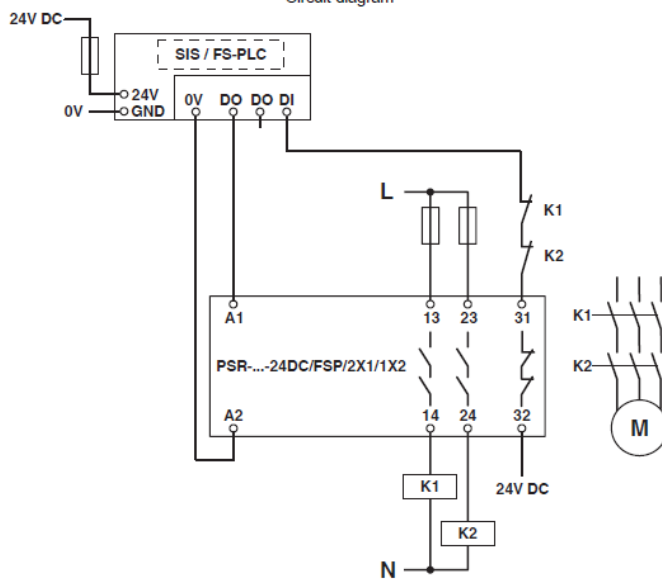 Circuit diagram
24V DC
SIS / FS-PLC
24V
0V
DO
DO
DI
0V
GND
L
K1
K2
A1
13
23
31
K1
PSR-...-24DC/FSP/2X1/1X2
K2
A2
14
24
32
M
K1
24V DC
K2
N